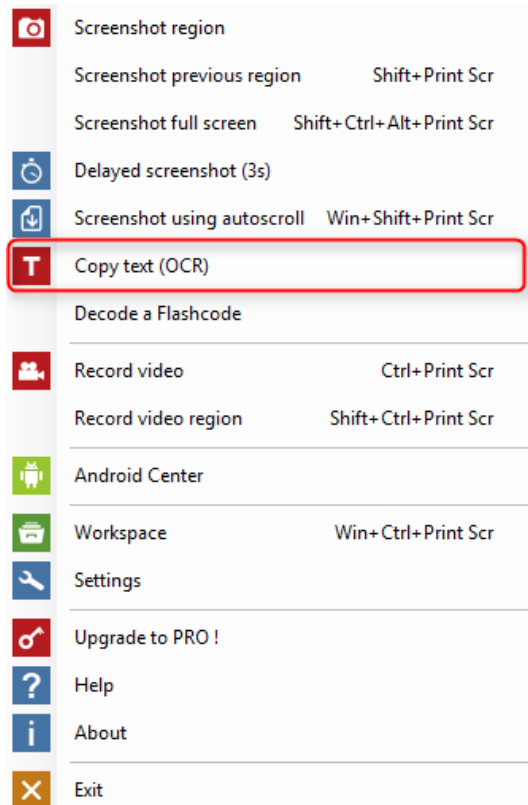 Screenshot region
Screenshot previous region Shift+Print Scr
Screenshot full screen Shift+Ctrl+Alt+Print Scr
Delayed screenshot (3s)
Screenshot using autoscroll Win+Shift+Print Scr
T Copy text (OCR)
Decode a Flashcode
Record video Ctrl+Print Scr
Record video region Shift+Ctrl+Print Scr
Android Center
Workspace Win+Ctrl+Print Scr
Settings
Upgrade to PRO !
? Help
i About
Exit